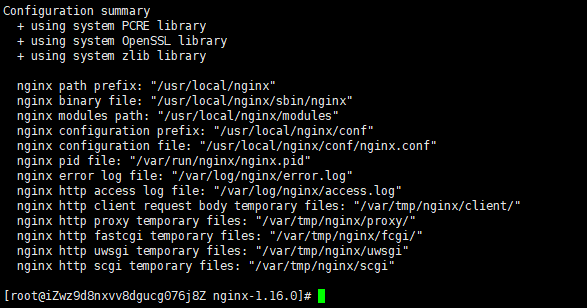 Configuration summary
+ using system PCRE library
+ using system OpenSSL library
+ using system zlib library
nginx path prefix: "/usr/local/nginx"
nginx binary file: "/usr/local/nginx/sbin/nginx"
nginx modules path: "/usr/local/nginx/modules"
nginx configuration prefix: "/usr/local/nginx/conf"
nginx configuration file: "/usr/local/nginx/conf/nginx.conf"
nginx pid file: "/var/run/nginx/nginx.pid"
nginx error log file: "/var/log/nginx/error.log"
nginx http access log file: "/var/log/nginx/access.log"
nginx http client request body temporary files: "/var/tmp/nginx/client/"
nginx http proxy temporary files: "/var/tmp/nginx/proxy/"
nginx http fastcgi temporary files: "/var/tmp/nginx/fcgi/"
nginx http uwsgi temporary files: "/var/tmp/nginx/uwsgi"
nginx http scgi temporary files: "/var/tmp/nginx/scgi"
[root@iZwz9d8nxvv8dgucg076j8Z nginx-1.16.0]#